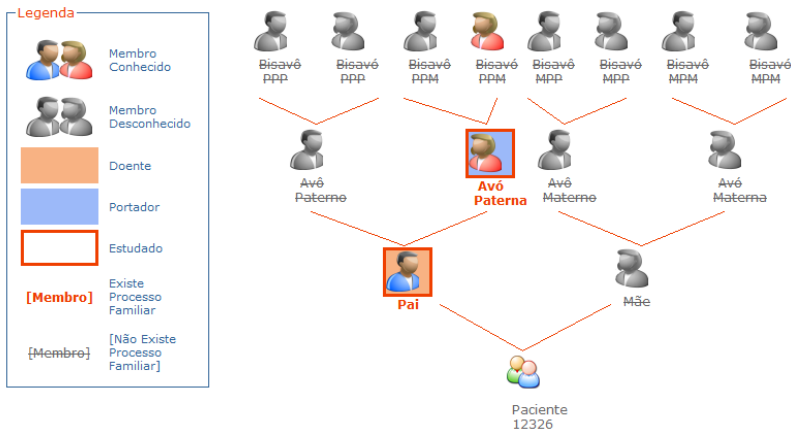 Legenda
Membro
Conhecido
Membro
Desconhecido
Doente
Portador
Estudado
[Membro]
Existe
Processo
Familiar
[Membro]
[Não Existe
Processo
Familiar]
Bisavô Bisavó Bisavô Bisavó Bisavô Bisavó Bisavô Bisavó
PPP PPP PPM PPM MPP MPP MPM MPM
Avô
Paterno
Avó
Paterna
Avô
Materno
Avó
Materna
Pai
Mãe
Paciente
12326